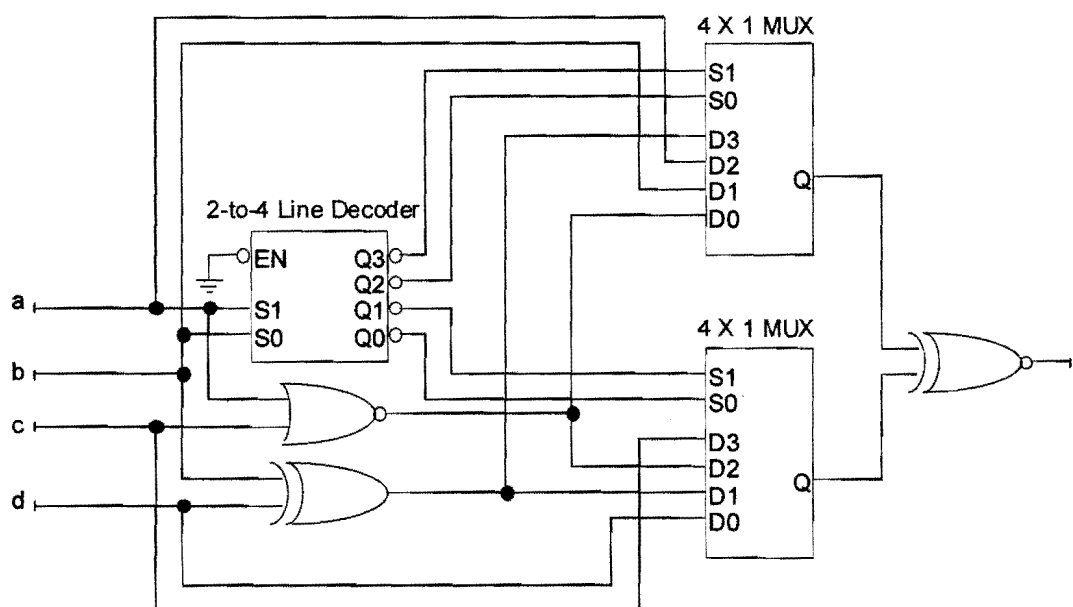 4 X 1 MUX
S1
S0
D3
D2
D1
D0
Q
2-to-4 Line Decoder
EN
S1
S0
Q3
Q2
Q1
Q0
a
b
c
d
4 X 1 MUX
S1
S0
D3
D2
D1
D0
Q